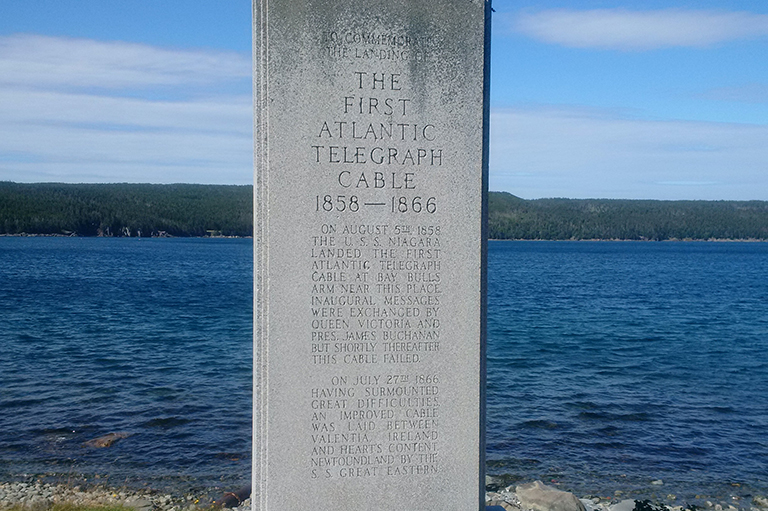 TO COMMEMOR
THE LANDING
THE
FIRST
ATLANTIC
TELEGRAPH
CABLE
1858—1866
ON AUGUST 5TH 1858
THE U. S. S. NIAGARA
LANDED THE FIRST
ATLANTIC TELEGRAPH
CABLE AT BAY BULLS
ARM NEAR THIS PLACE
INAUGURAL MESSAGES
WERE EXCHANGED BY
QUEEN VICTORIA AND
PRES. JAMES BUCHANAN
BUT SHORTLY THEREAFTER
THIS CABLE FAILED.
ON JULY 27TH 1866
HAVING SURMOUNTED
GREAT DIFFICULTIES
AN IMPROVED CABLE
WAS LAID BETWEEN
VALENTIA IRELAND
AND HEARTS CONTENT
NEWFOUNDLAND BY THE
S. S. GREAT EASTERN.